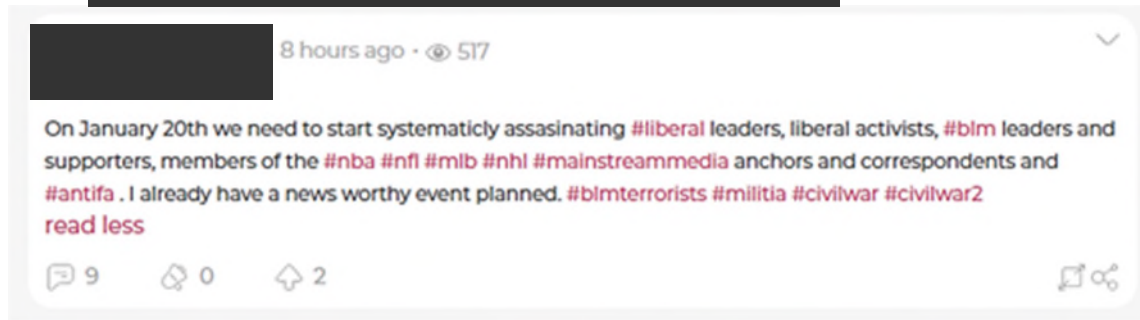 8 hours ago · 517
On January 20th we need to start systematicly assasinating #liberal leaders, liberal activists, #blm leaders and
supporters, members of the #nba #nfl #mlb #nhl #mainstreammedia anchors and correspondents and
#antifa . I already have a news worthy event planned. #blmterrorists #militia #civilwar #civilwar2
read less
9 0 2